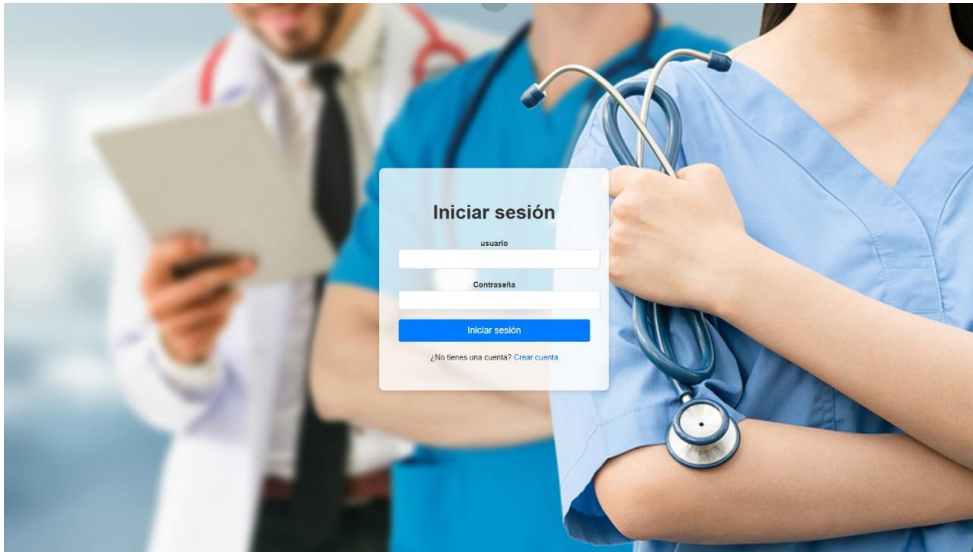 Iniciar sesión
usuario
Contraseña
Iniciar sesión
¿No tienes una cuenta? Crear cuenta